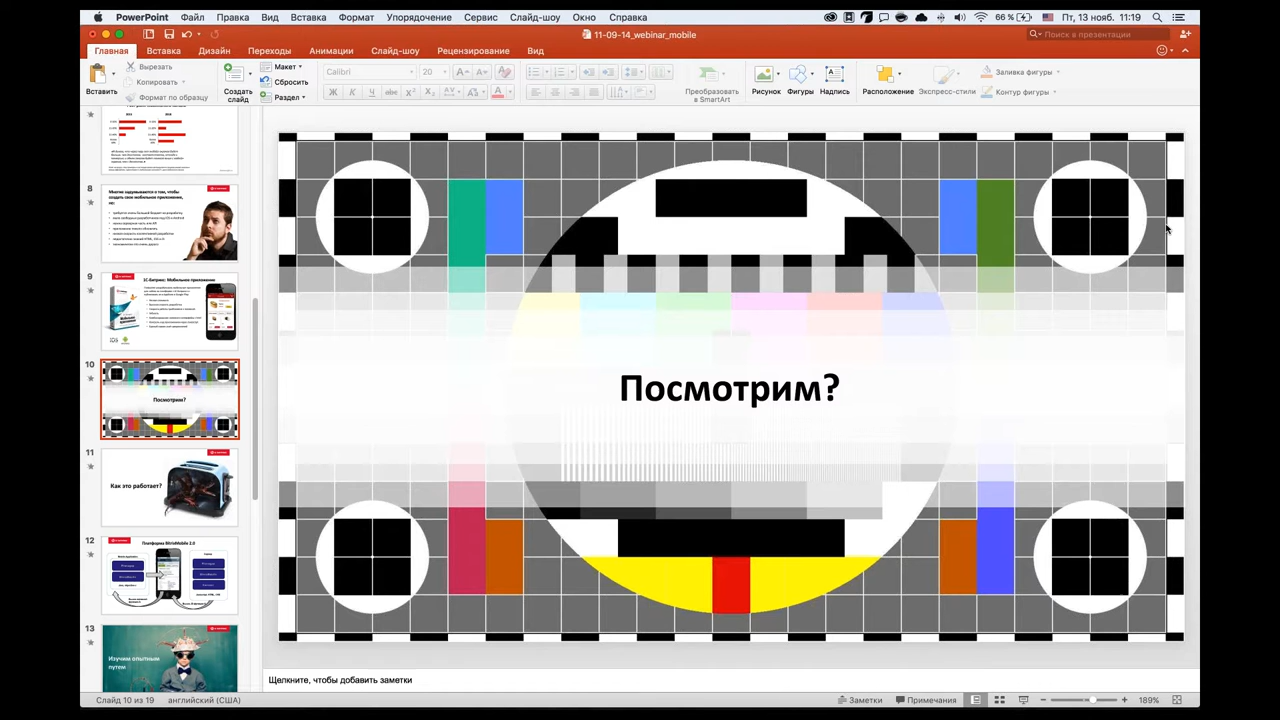 PowerPoint Файл Правка Вид Вставка Формат Упорядочение Сервис Слайд-шоу Окно Справка 66 % Пт, 13 нояб. 11:19
11-09-14_webinar_mobile
Поиск в презентации
Главная Вставка Дизайн Переходы Анимации Слайд-шоу Рецензирование Вид
Вставить
Вырезать
Копировать
Формат по образцу
Создать слайд
Макет
Сбросить
Раздел
Calibri 20
Ж К Ч abc X² X₂
Преобразовать в SmartArt
Рисунок Фигуры Надпись
Расположение Экспресс-стили
Заливка фигуры
Контур фигуры
8
Многие задумываются о том, чтобы
создать свое мобильное приложение,
но:
9
1С-Битрикс: Мобильное приложение
iOS
10
Посмотрим?
11
Как это работает?
12
Платформа BitrixMobile 2.0
13
Изучим опытным
путем
Посмотрим?
Щелкните, чтобы добавить заметки
Слайд 10 из 19 английский (США) Заметки Примечания 189%